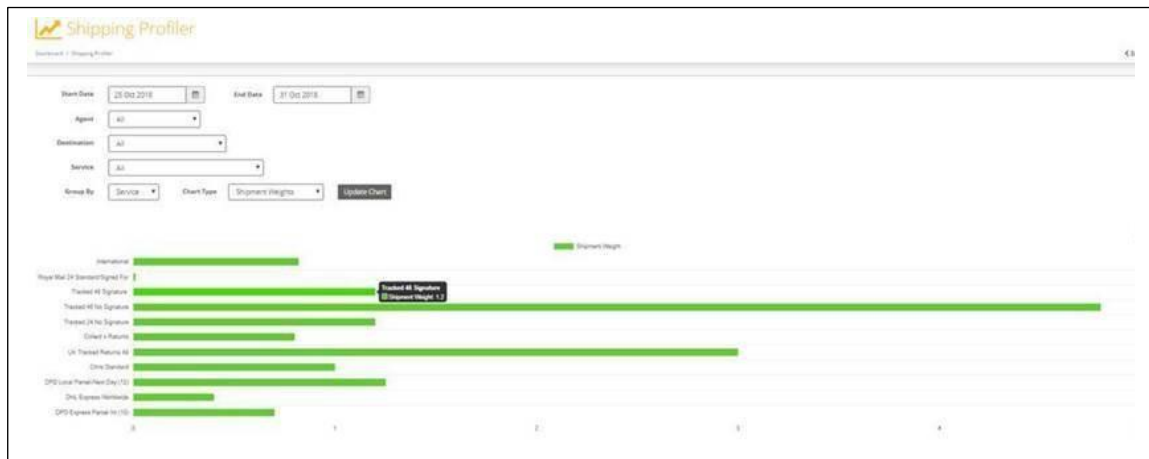 Shipping Profiler
Dashboard / Shipping Profiler
Start Date 25 Oct 2018 End Date 31 Oct 2018
Agent All
Destination All
Service All
Group By Service Chart Type Shipment Weights Update Chart
Shipment Weight
International
Royal Mail 24 Standard/Signed For
Tracked 48 Signature
Tracked 48 Signature
Shipment Weight: 1.2
Tracked 48 No Signature
Tracked 24 No Signature
Collect+ Returns
UK Tracked Returns 48
Standard
DPD Local Parcel-Next Day (12)
DHL Express Worldwide
DPD Express Parcel Int (10)
0 1 2 3 4